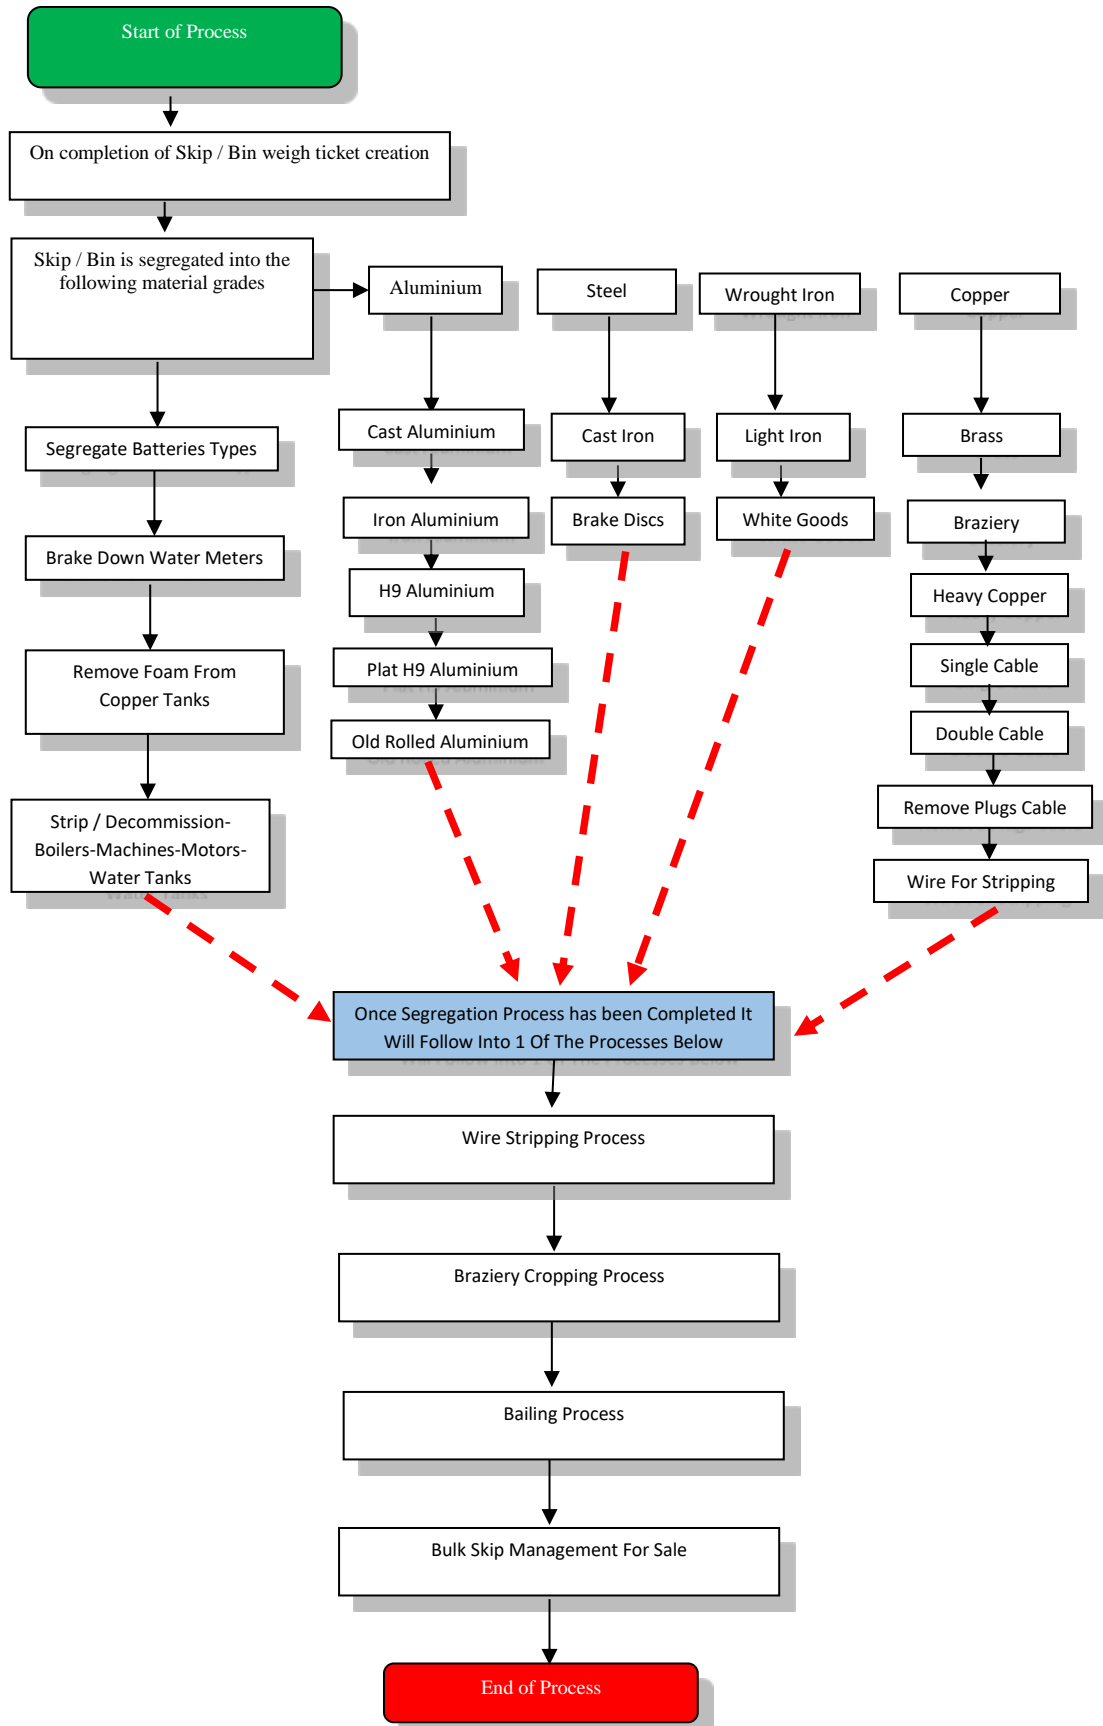 Start of Process
On completion of Skip / Bin weigh ticket creation
Skip / Bin is segregated into the
following material grades
Aluminium
Steel
Wrought Iron
Copper
Segregate Batteries Types
Brake Down Water Meters
Remove Foam From
Copper Tanks
Strip / Decommission-
Boilers-Machines-Motors-
Water Tanks
Cast Aluminium
Iron Aluminium
H9 Aluminium
Plat H9 Aluminium
Old Rolled Aluminium
Cast Iron
Brake Discs
Light Iron
White Goods
Brass
Braziery
Heavy Copper
Single Cable
Double Cable
Remove Plugs Cable
Wire For Stripping
Once Segregation Process has been Completed It
Will Follow Into 1 Of The Processes Below
Wire Stripping Process
Braziery Cropping Process
Bailing Process
Bulk Skip Management For Sale
End of Process